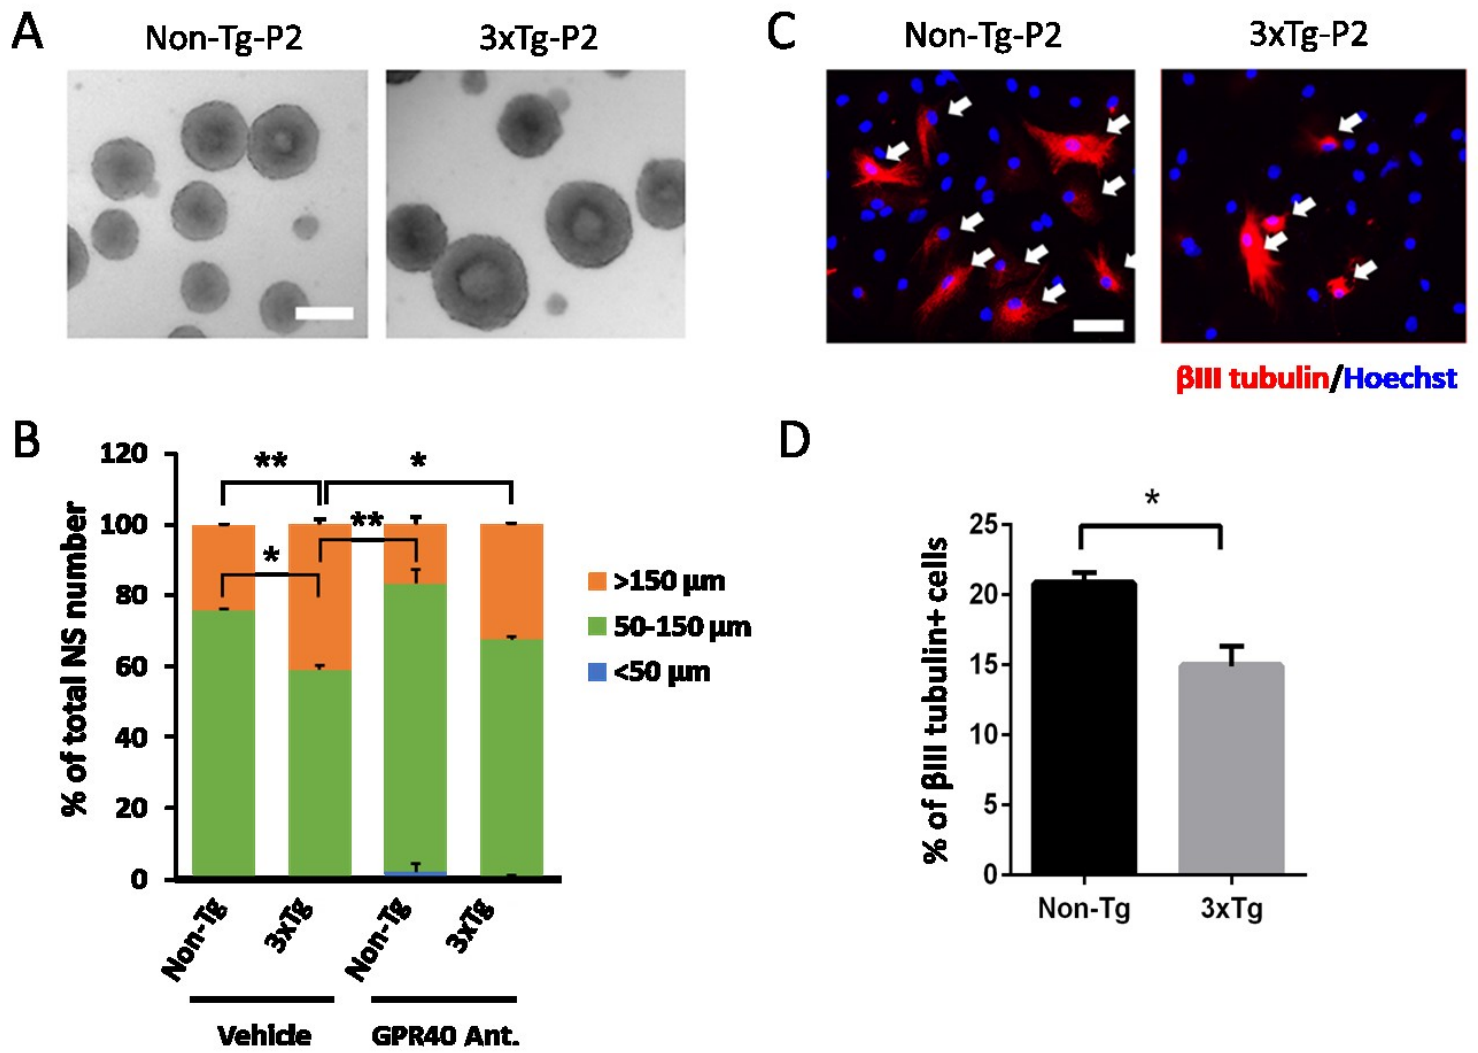 A
Non-Tg-P2
3xTg-P2
C
Non-Tg-P2
3xTg-P2
βIII tubulin/Hoechst
B
% of total NS number
120
100
80
60
40
20
0
**
*
**
*
>150 µm
50-150 µm
<50 µm
Non-Tg
3xTg
Non-Tg
3xTg
Vehicle
GPR40 Ant.
D
% of βIII tubulin+ cells
25
20
15
10
5
0
*
Non-Tg
3xTg